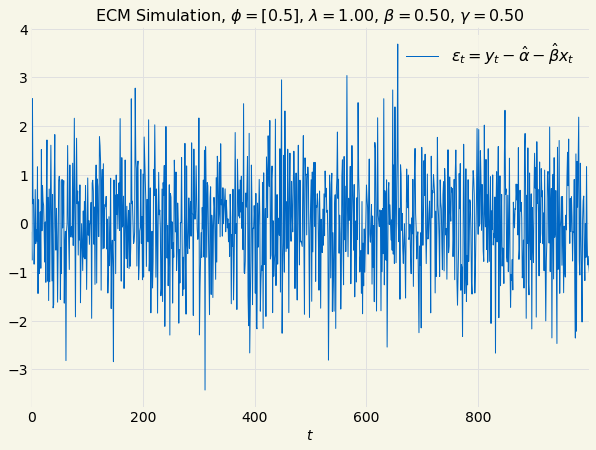 ECM Simulation, ϕ = [0.5], λ = 1.00, β = 0.50, γ = 0.50
4
εₜ = yₜ − α̂ − β̂xₜ
3
2
1
0
−1
−2
−3
0 200 400 600 800
t